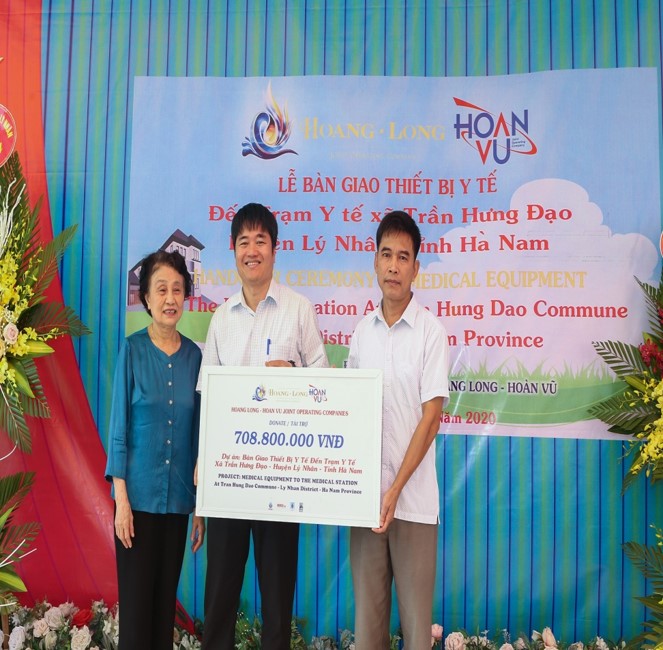 HOANG · LONG
HOAN VU
LỄ BÀN GIAO THIẾT BỊ Y TẾ
Đến Trạm Y tế xã Trần Hưng Đạo
Lý Nhân Tỉnh Hà Nam
CEREMONY MEDICAL EQUIPMENT
The Hung Dao Commune
Province
LONG - HOÀN VŨ
Năm 2020
HOANG · LONG HOAN VU
HOANG LONG - HOAN VU JOINT OPERATING COMPANIES
DONATE / TÀI TRỢ
708.800.000 VNĐ
Dự án: Bàn Giao Thiết Bị Y Tế Đến Trạm Y Tế
Xã Trần Hưng Đạo - Huyện Lý Nhân - Tỉnh Hà Nam
PROJECT: MEDICAL EQUIPMENT TO THE MEDICAL STATION
At Tran Hung Dao Commune - Ly Nhan District - Ha Nam Province